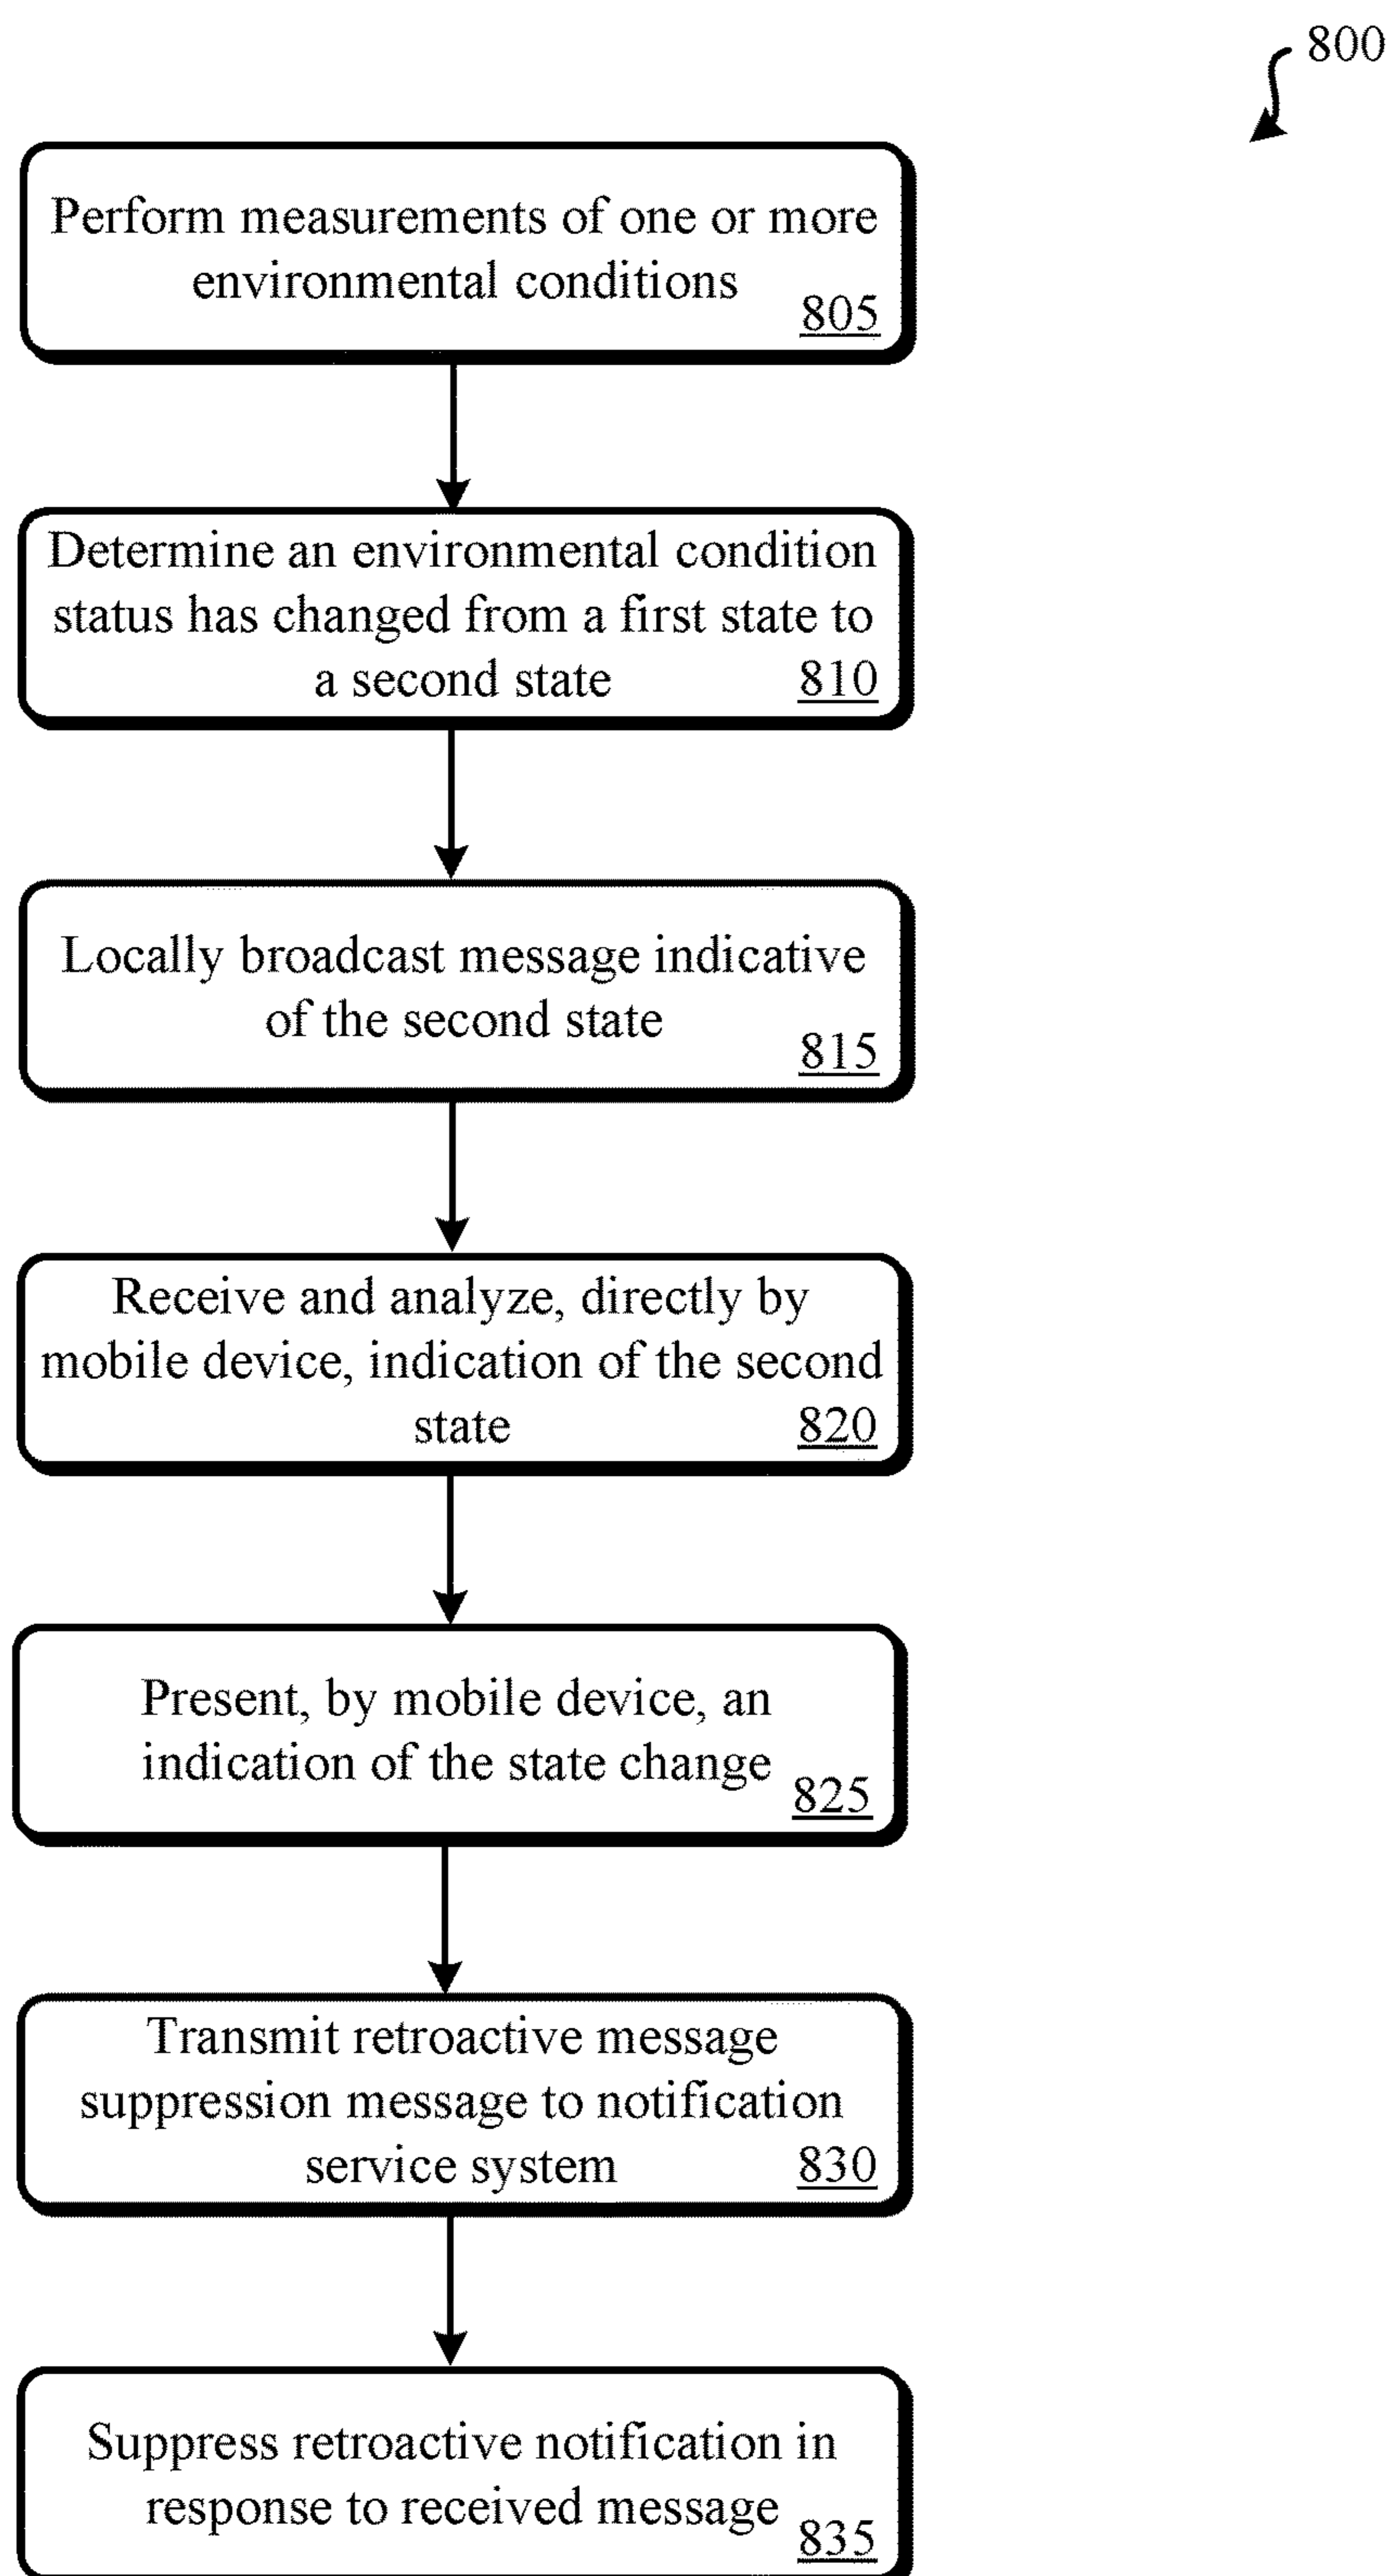 800
Perform measurements of one or more
environmental conditions
805
Determine an environmental condition
status has changed from a first state to
a second state
810
Locally broadcast message indicative
of the second state
815
Receive and analyze, directly by
mobile device, indication of the second
state
820
Present, by mobile device, an
indication of the state change
825
Transmit retroactive message
suppression message to notification
service system
830
Suppress retroactive notification in
response to received message
835